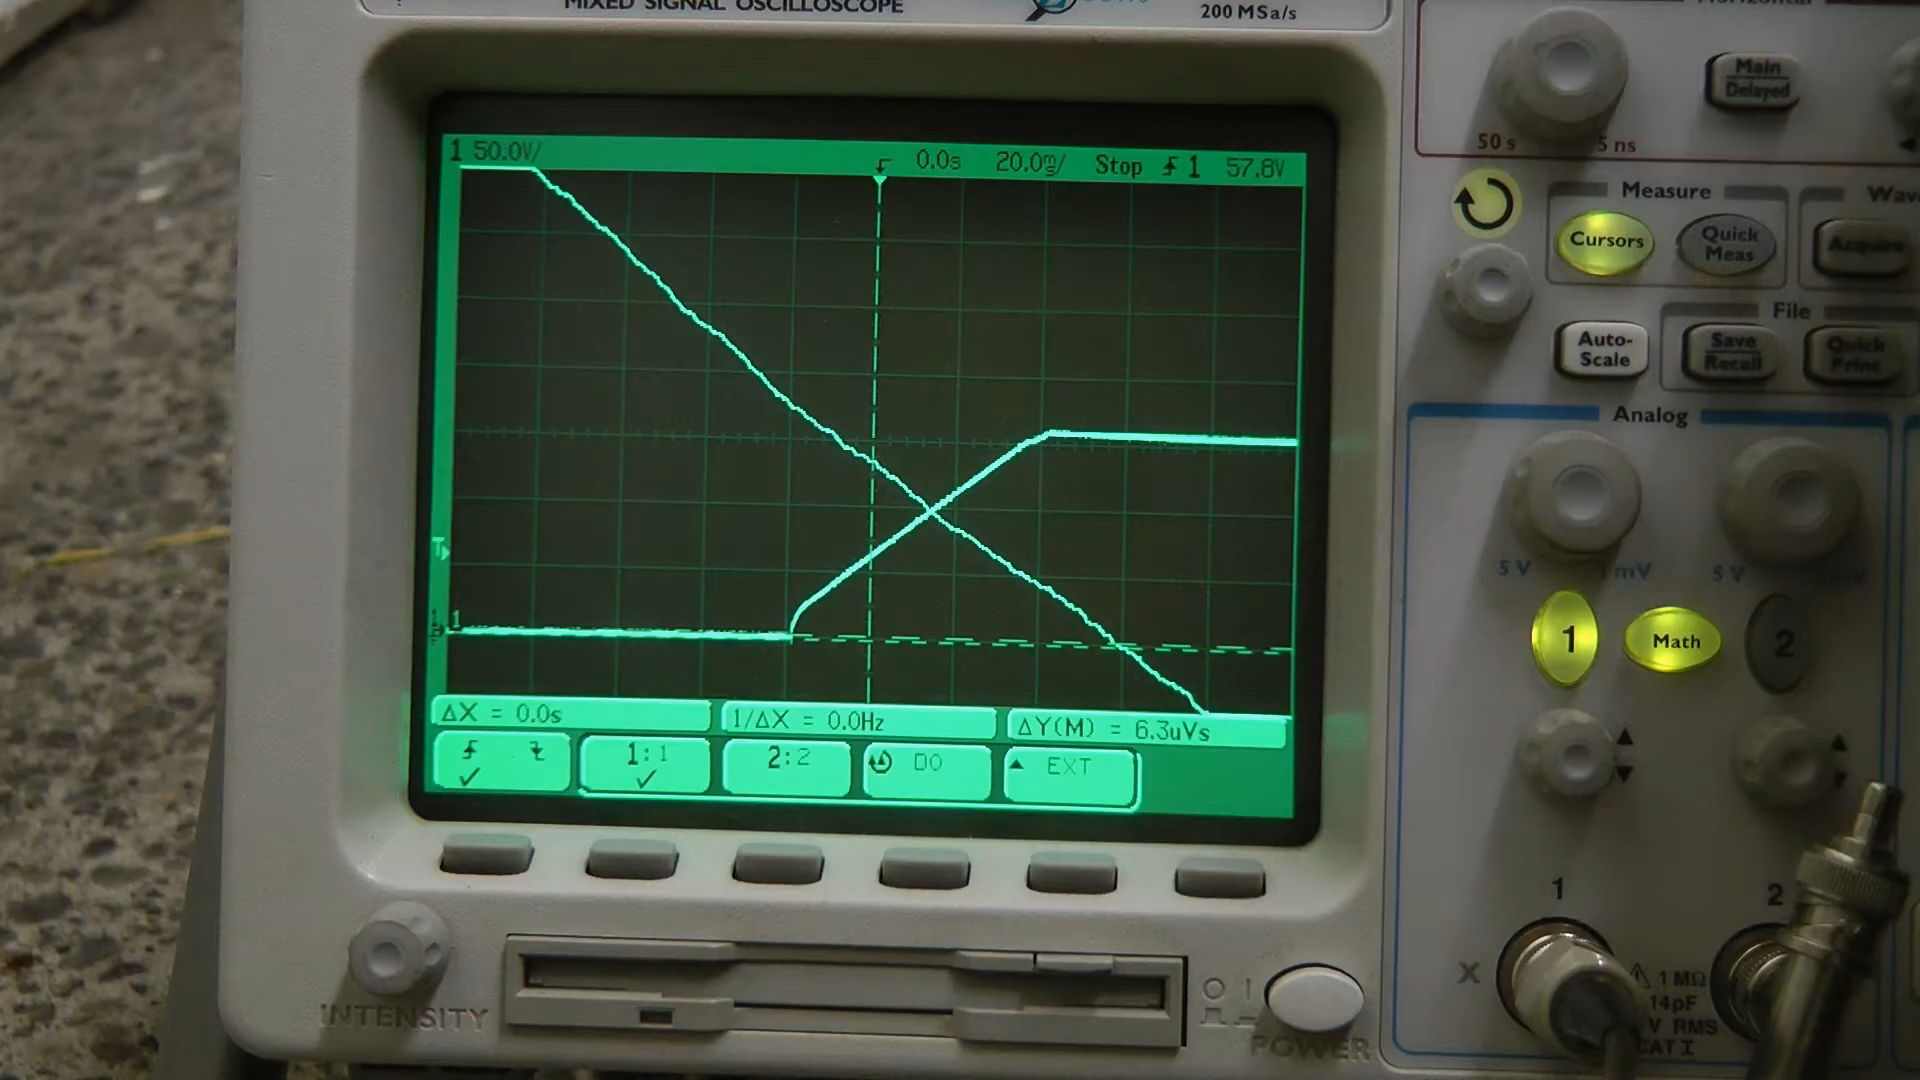 MIXED SIGNAL OSCILLOSCOPE
200 MSa/s
Main
Delayed
50 s
5 ns
1 50.0V/
0.0s
20.0m/s
Stop
1
57.8V
Measure
Cursors
Quick
Meas
Acquire
File
Auto-
Scale
Save
Recall
Quick
Print
Analog
5 V
mV
5 V
T
1
1
Math
2
ΔX = 0.0s
1/ΔX = 0.0Hz
ΔY(M) = 6.3uVs
1:1
2:2
D0
EXT
1
2
X
1 MΩ
14pF
V RMS
CAT I
INTENSITY
POWER